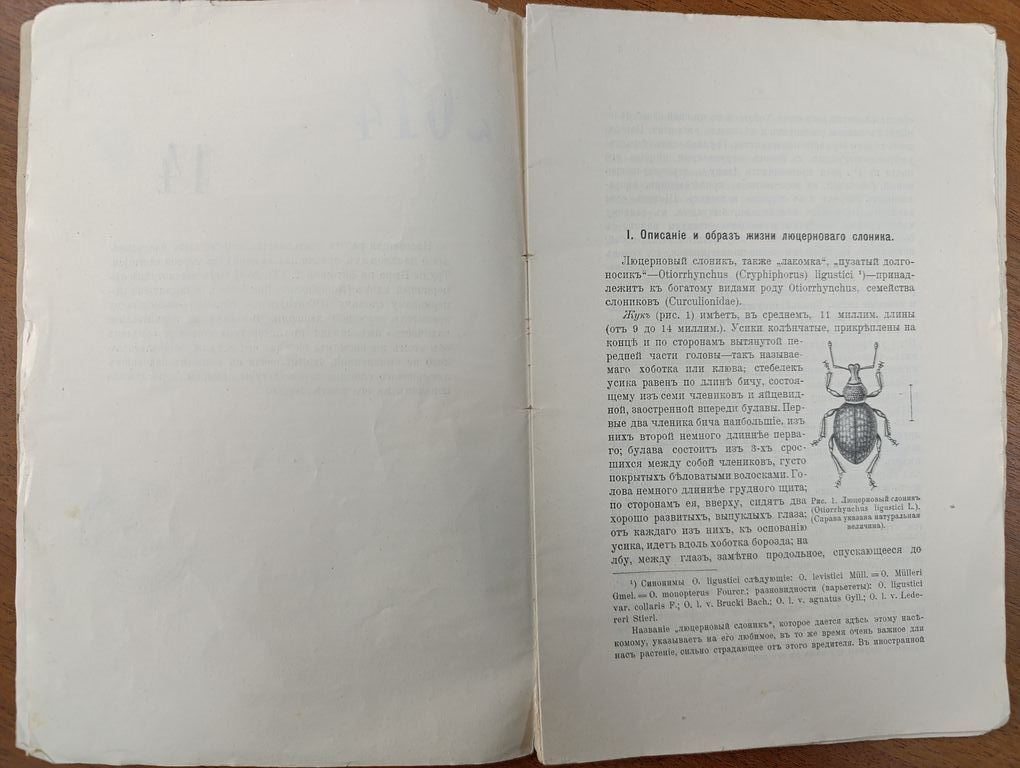 I. Описаніе и образъ жизни люцерноваго слоника.
Люцерновый слоникъ, также „лакомка“, „пузатый долго-
носикъ“—Otiorrhynchus (Cryphiphorus) ligustici ¹)—принад-
лежитъ къ богатому видами роду Otiorrhynchus, семейства
слониковъ (Curculionidae).
Жукъ (рис. 1) имѣетъ, въ среднемъ, 11 миллим. длины
(отъ 9 до 14 миллим.). Усики колѣнчатые, прикрѣплены на
концѣ и по сторонамъ вытянутой пе-
редней части головы—такъ называе-
маго хоботка или клюва; стебелекъ
усика равенъ по длинѣ бичу, состоя-
щему изъ семи члениковъ и яйцевид-
ной, заостренной впереди булавы. Пер-
вые два членика бича наибольшіе, изъ
нихъ второй немного длиннѣе перва-
го; булава состоитъ изъ 3-хъ срос-
шихся между собой члениковъ, густо
покрытыхъ бѣловатыми волосками. Го-
лова немного длиннѣе грудного щита;
по сторонамъ ея, вверху, сидятъ два
хорошо развитыхъ, выпуклыхъ глаза;
отъ каждаго изъ нихъ, къ основанію
усика, идетъ вдоль хоботка борозда; на
лбу, между глазъ, замѣтно продольное, спускающееся до
Рис. 1. Люцерновый слоникъ
(Otiorrhynchus ligustici L.).
(Справа указана натуральная
величина).
¹) Синонимы O. ligustici слѣдующіе: O. levistici Müll. = O. Mülleri
Gmel. = O. monopterus Fourcr.; разновидности (варьететы): O. ligustici
var. collaris F.; O. l. v. Brucki Bach.; O. l. v. agnatus Gyll.; O. l. v. Lede-
reri Stierl.
Названіе „люцерновый слоникъ“, которое дается здѣсь этому насѣ-
комому, указываетъ на его любимое, въ то же время очень важное для
насъ растеніе, сильно страдающее отъ этого вредителя. Въ иностранной